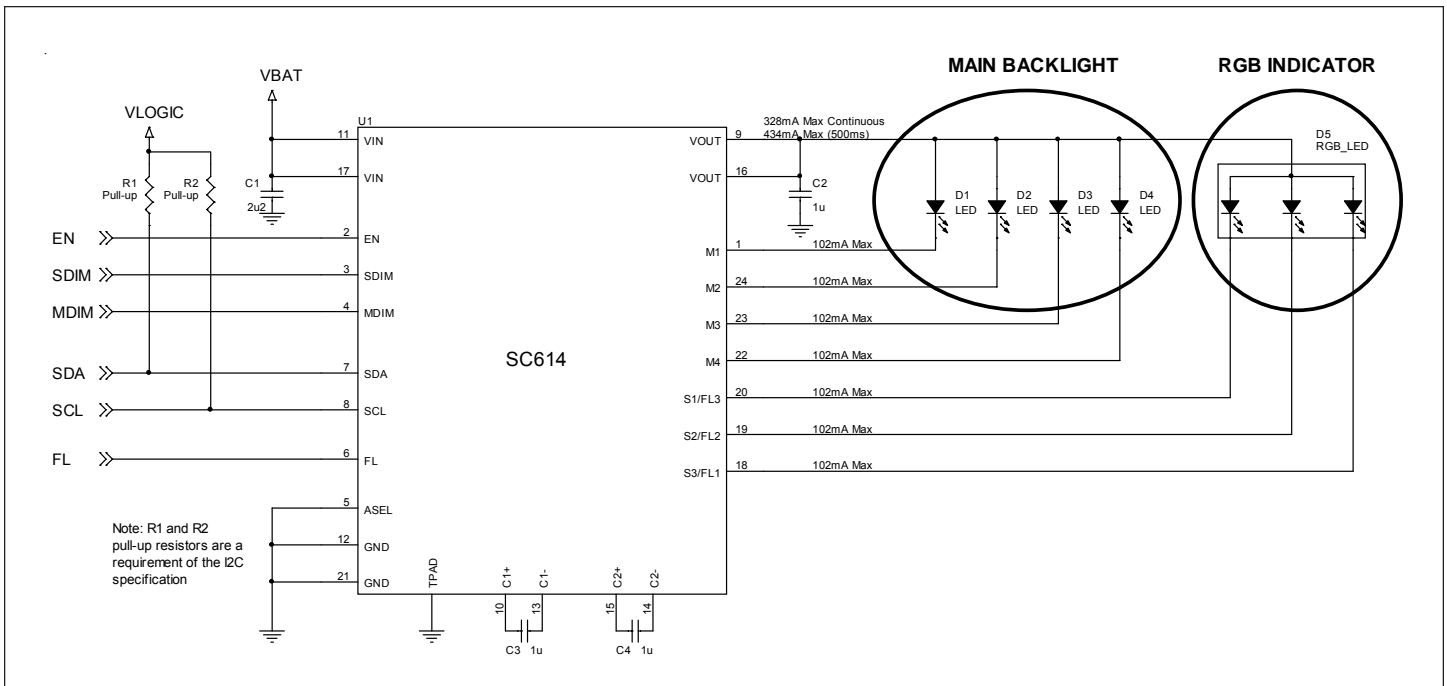 MAIN BACKLIGHT
RGB INDICATOR
VBAT
VLOGIC
U1
R1
Pull-up
R2
Pull-up
C1
2u2
11 VIN
17 VIN
EN
2 EN
SDIM
3 SDIM
MDIM
4 MDIM
SDA
7 SDA
SCL
8 SCL
FL
6 FL
5 ASEL
12 GND
21 GND
Note: R1 and R2
pull-up resistors are a
requirement of the I2C
specification
SC614
TPAD
C1+
10
C1-
13
C2+
15
C2-
14
C3 1u
C4 1u
328mA Max Continuous
434mA Max (500ms)
VOUT 9
VOUT 16
C2
1u
D1
LED
D2
LED
D3
LED
D4
LED
D5
RGB_LED
M1 1 102mA Max
M2 24 102mA Max
M3 23 102mA Max
M4 22 102mA Max
S1/FL3 20 102mA Max
S2/FL2 19 102mA Max
S3/FL1 18 102mA Max